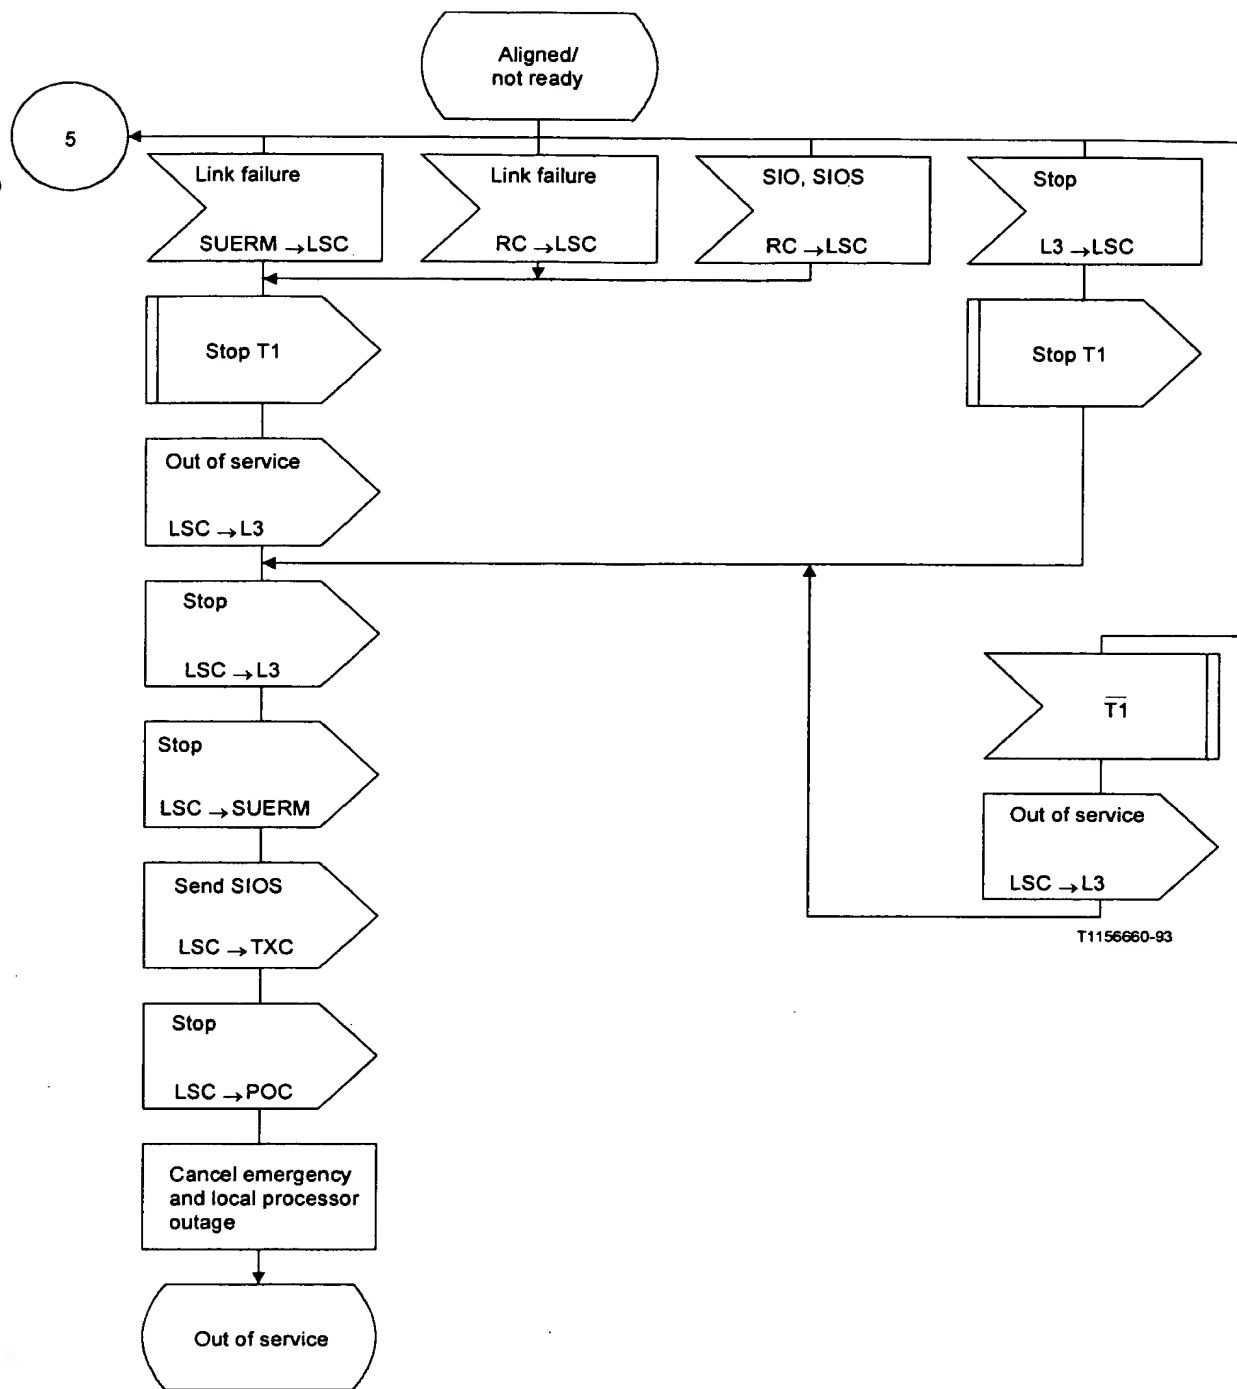 Aligned/
not ready
5
Link failure
SUERM → LSC
Link failure
RC → LSC
SIO, SIOS
RC → LSC
Stop
L3 → LSC
Stop T1
Stop T1
Out of service
LSC → L3
Stop
LSC → L3
T̅1̅
Stop
LSC → SUERM
Out of service
LSC → L3
Send SIOS
LSC → TXC
T1156660-93
Stop
LSC → POC
Cancel emergency
and local processor
outage
Out of service